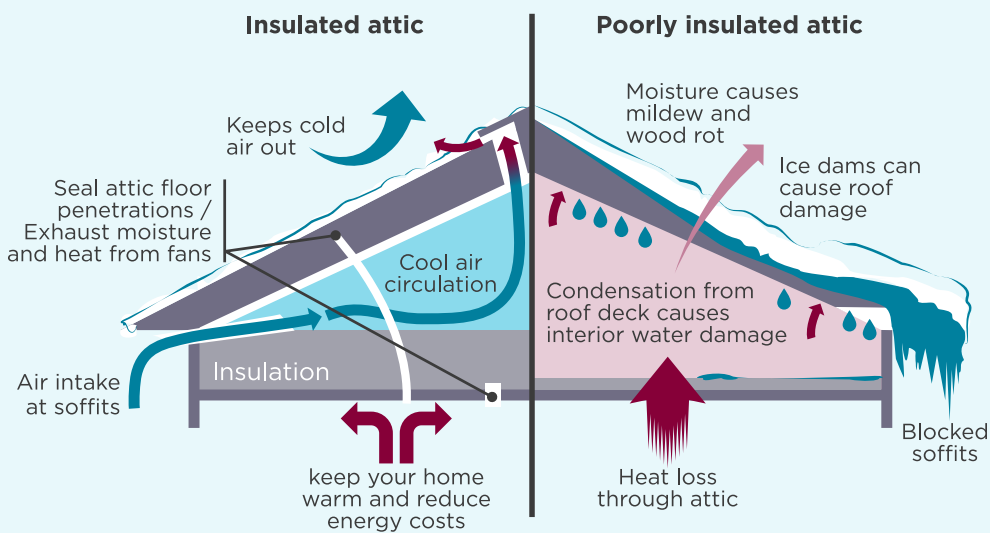 Insulated attic
Poorly insulated attic
Keeps cold
air out
Seal attic floor
penetrations /
Exhaust moisture
and heat from fans
Cool air
circulation
Insulation
Air intake
at soffits
keep your home
warm and reduce
energy costs
Moisture causes
mildew and
wood rot
Ice dams can
cause roof
damage
Condensation from
roof deck causes
interior water damage
Heat loss
through attic
Blocked
soffits